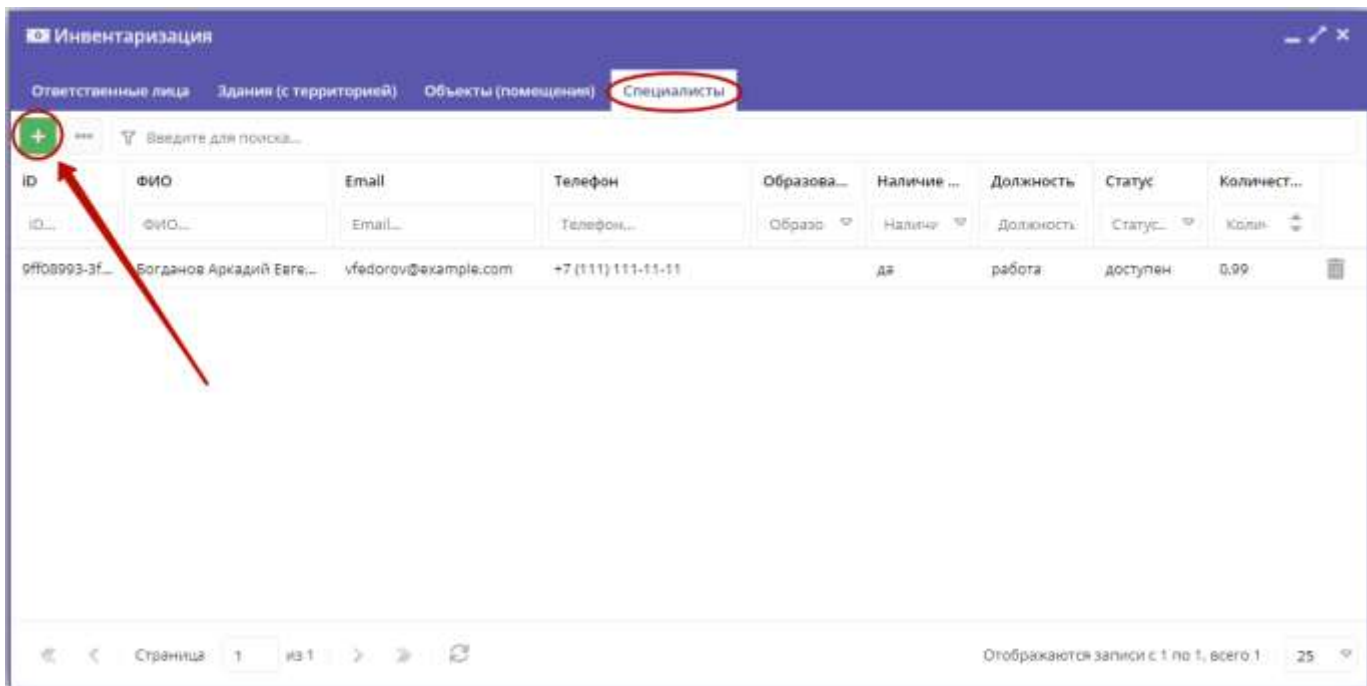 Инвентаризация
Ответственные лица Здания (с территорией) Объекты (помещения) Специалисты
+ ... Введите для поиска...
ID ФИО Email Телефон Образова... Наличие ... Должность Статус Количест...
ID... ФИО... Email... Телефон... Образо Наличи Должность Статус... Колич
9ff08993-3f... Богданов Аркадий Евге... vfedorov@example.com +7 (111) 111-11-11 да работа доступен 0,99
Страница 1 из 1 Отображаются записи с 1 по 1, всего 1 25